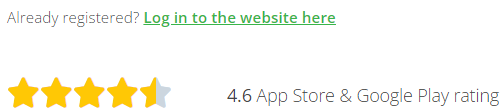 Already registered? Log in to the website here
4.6 App Store & Google Play rating